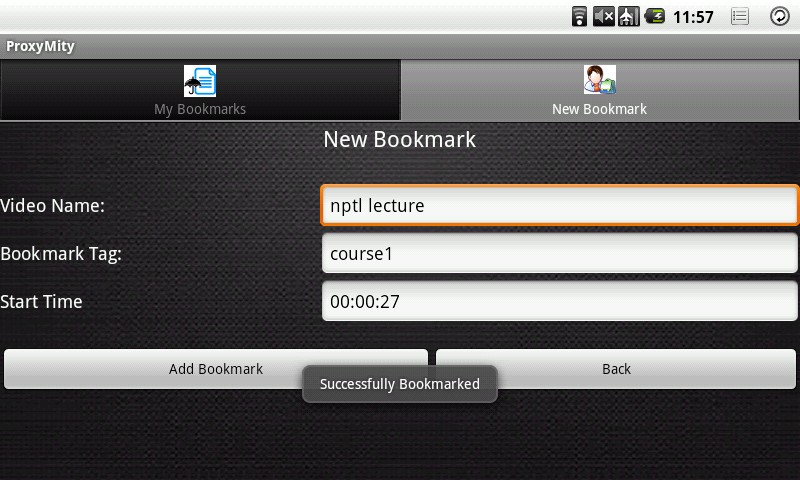 11:57
ProxyMity
My Bookmarks
New Bookmark
New Bookmark
Video Name:
nptl lecture
Bookmark Tag:
course1
Start Time
00:00:27
Add Bookmark
Back
Successfully Bookmarked